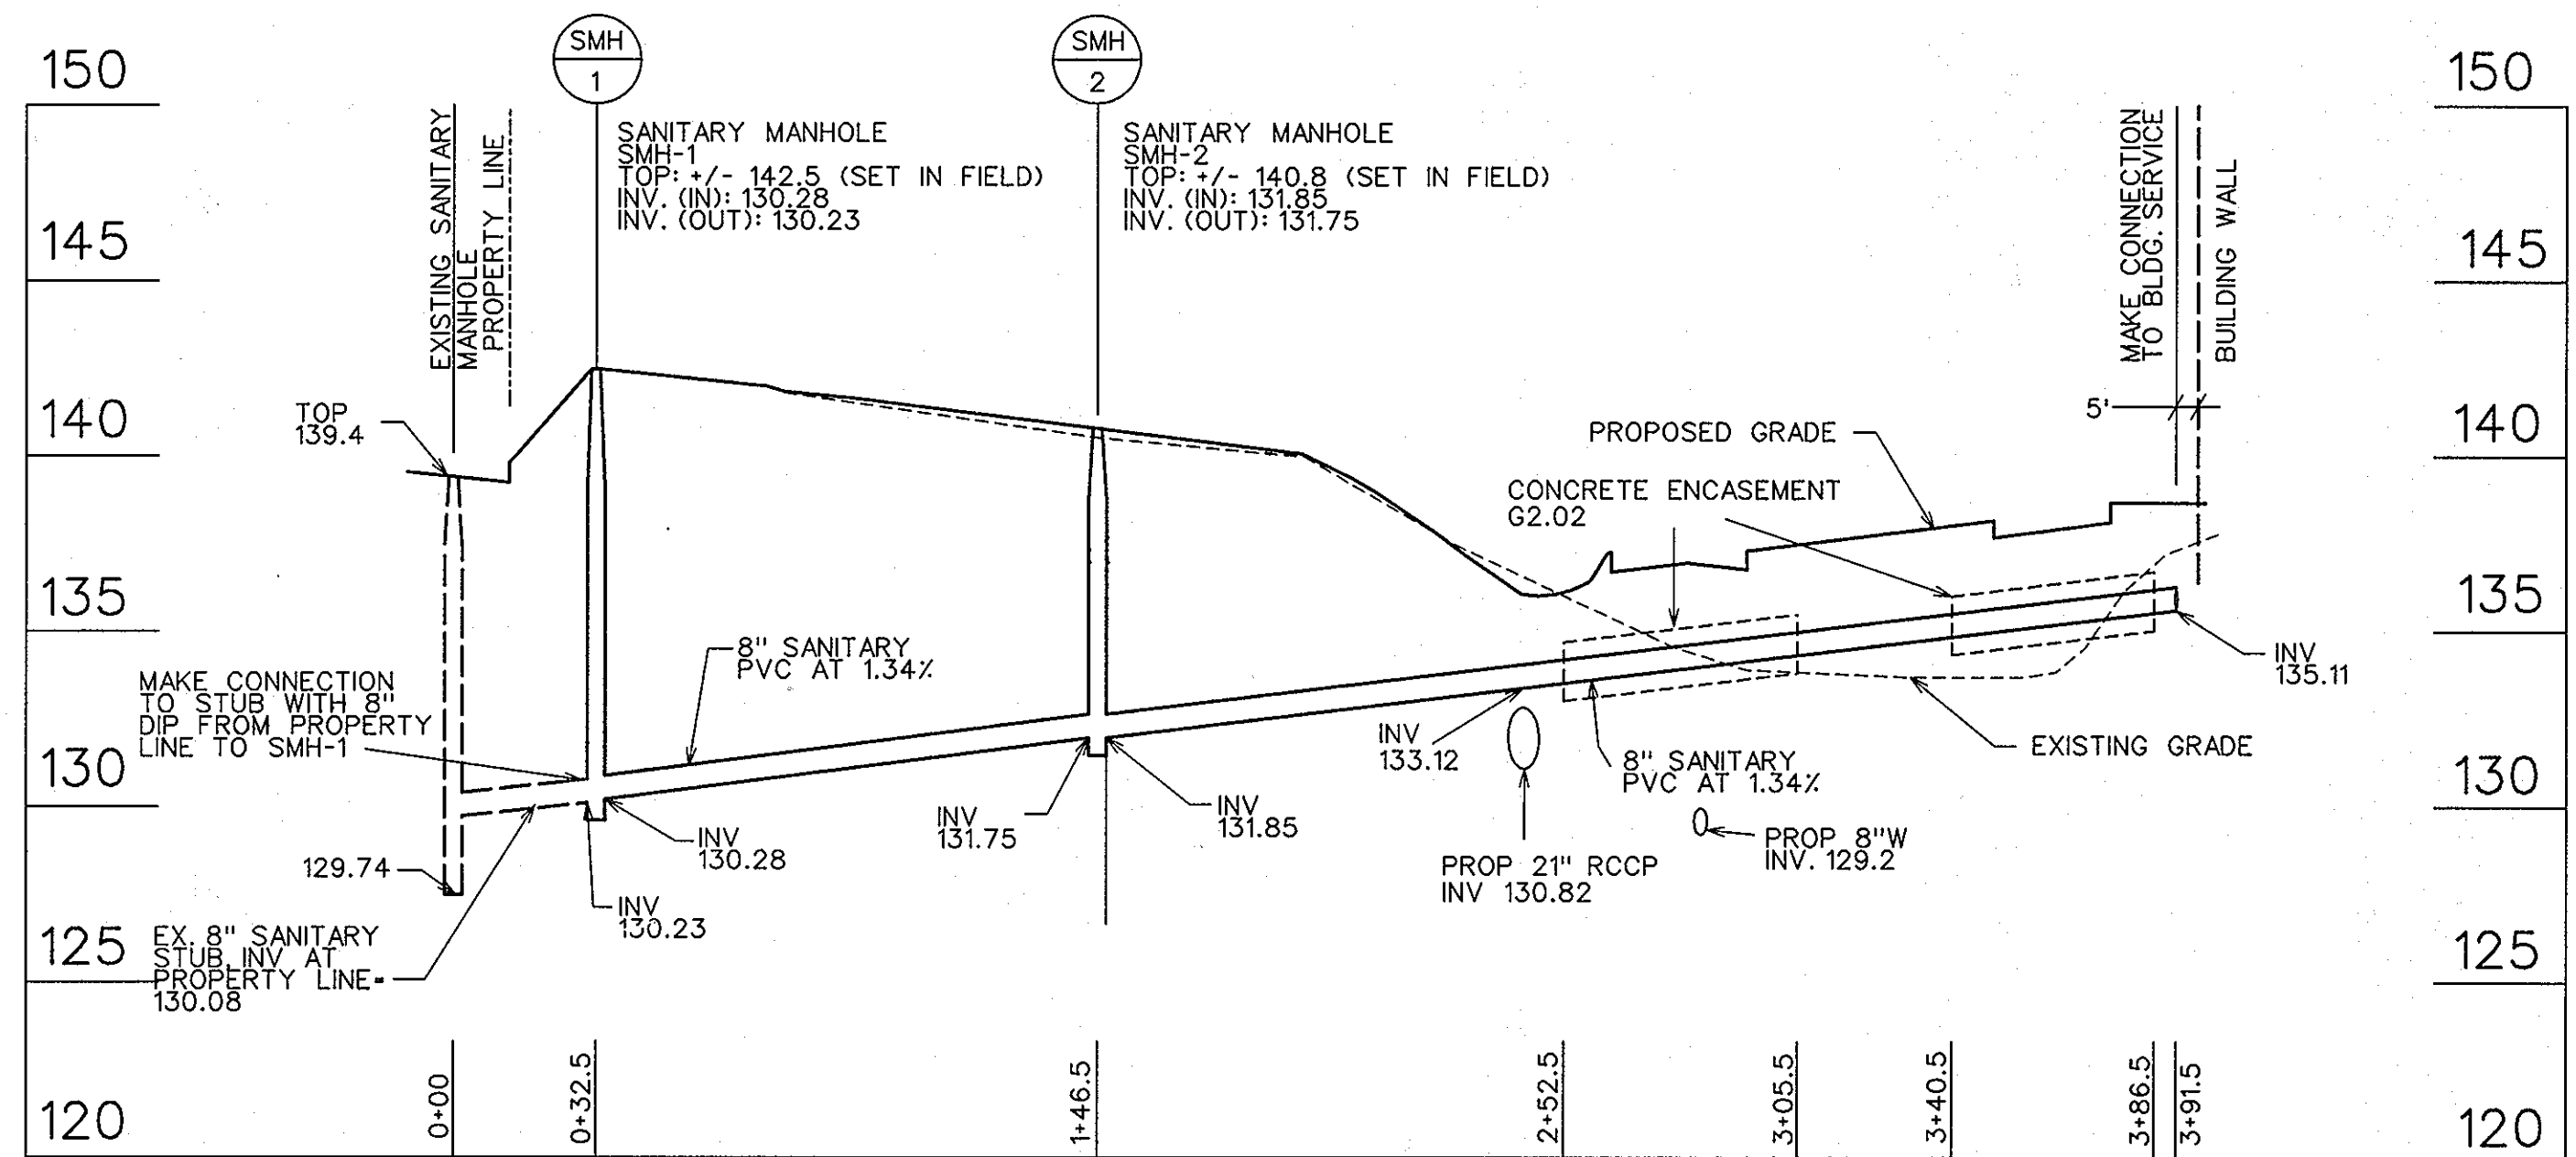 150
145
140
135
130
125
120
SMH
1
SMH
2
SANITARY MANHOLE
SMH-1
TOP: +/- 142.5 (SET IN FIELD)
INV. (IN): 130.28
INV. (OUT): 130.23
SANITARY MANHOLE
SMH-2
TOP: +/- 140.8 (SET IN FIELD)
INV. (IN): 131.85
INV. (OUT): 131.75
EXISTING SANITARY
MANHOLE
PROPERTY LINE
MAKE CONNECTION
TO BLDG. SERVICE
BUILDING WALL
5'
TOP
139.4
PROPOSED GRADE
CONCRETE ENCASEMENT
G2.02
8" SANITARY
PVC AT 1.34%
MAKE CONNECTION
TO STUB WITH 8"
DIP FROM PROPERTY
LINE TO SMH-1
INV
135.11
INV
133.12
8" SANITARY
PVC AT 1.34%
EXISTING GRADE
INV
131.75
INV
131.85
INV
130.28
129.74
INV
130.23
PROP 21" RCCP
INV 130.82
PROP 8"W
INV. 129.2
EX. 8" SANITARY
STUB, INV AT
PROPERTY LINE=
130.08
0+00
0+32.5
1+46.5
2+52.5
3+05.5
3+40.5
3+86.5
3+91.5
150
145
140
135
130
125
120